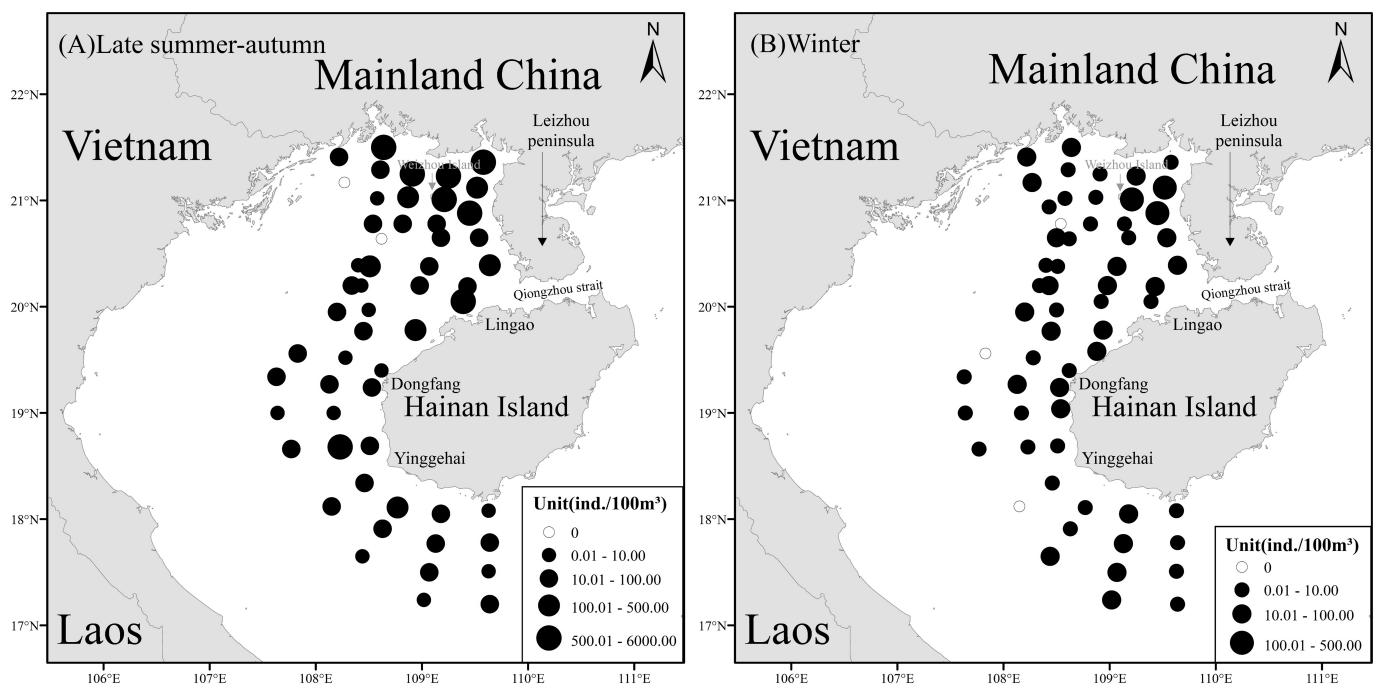 (A)Late summer-autumn
N
Mainland China
22°N
Leizhou
peninsula
Vietnam
Weizhou Island
21°N
Qiongzhou strait
20°N
Lingao
Dongfang
Hainan Island
19°N
Yinggehai
18°N
Unit(ind./100m³)
0
0.01 - 10.00
10.01 - 100.00
100.01 - 500.00
500.01 - 6000.00
17°N
Laos
106°E
107°E
108°E
109°E
110°E
111°E
(B)Winter
N
Mainland China
22°N
Leizhou
peninsula
Vietnam
Weizhou Island
21°N
Qiongzhou strait
20°N
Lingao
Dongfang
Hainan Island
19°N
Yinggehai
18°N
Unit(ind./100m³)
0
0.01 - 10.00
10.01 - 100.00
100.01 - 500.00
17°N
Laos
106°E
107°E
108°E
109°E
110°E
111°E